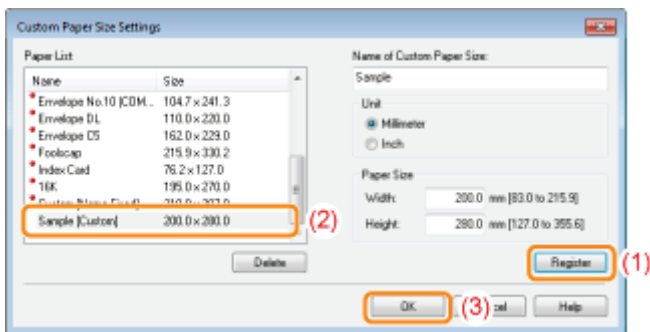 Custom Paper Size Settings
Paper List:
Name Size
Envelope No.10 [COM... 104.7 x 241.3
Envelope DL 110.0 x 220.0
Envelope C5 162.0 x 229.0
Foolscap 215.9 x 330.2
Index Card 76.2 x 127.0
16K 195.0 x 270.0
Sample [Custom] 200.0 x 280.0
(2)
Delete
Name of Custom Paper Size:
Sample
Unit
Millimeter
Inch
Paper Size
Width: 200.0 mm [83.0 to 215.9]
Height: 280.0 mm [127.0 to 355.6]
Register (1)
OK (3) Help